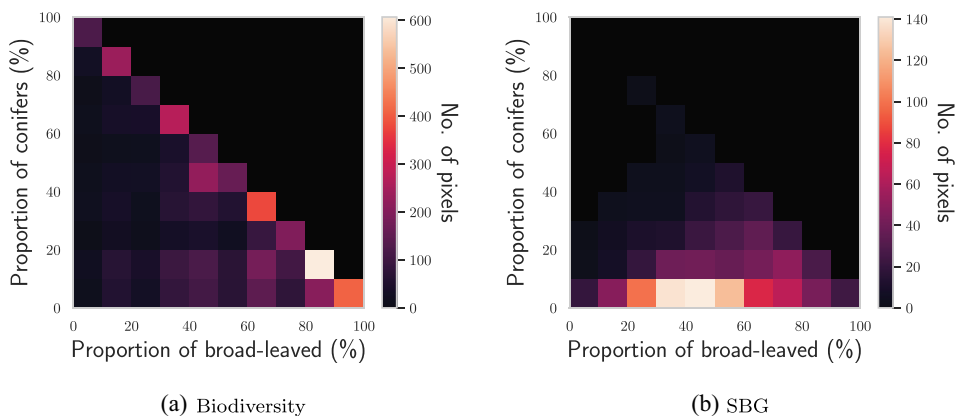 100
80
60
40
20
0
Proportion of conifers (%)
0 20 40 60 80 100
Proportion of broad-leaved (%)
600
500
400
300
200
100
0
No. of pixels
(a) Biodiversity
100
80
60
40
20
0
Proportion of conifers (%)
0 20 40 60 80 100
Proportion of broad-leaved (%)
140
120
100
80
60
40
20
0
No. of pixels
(b) SBG